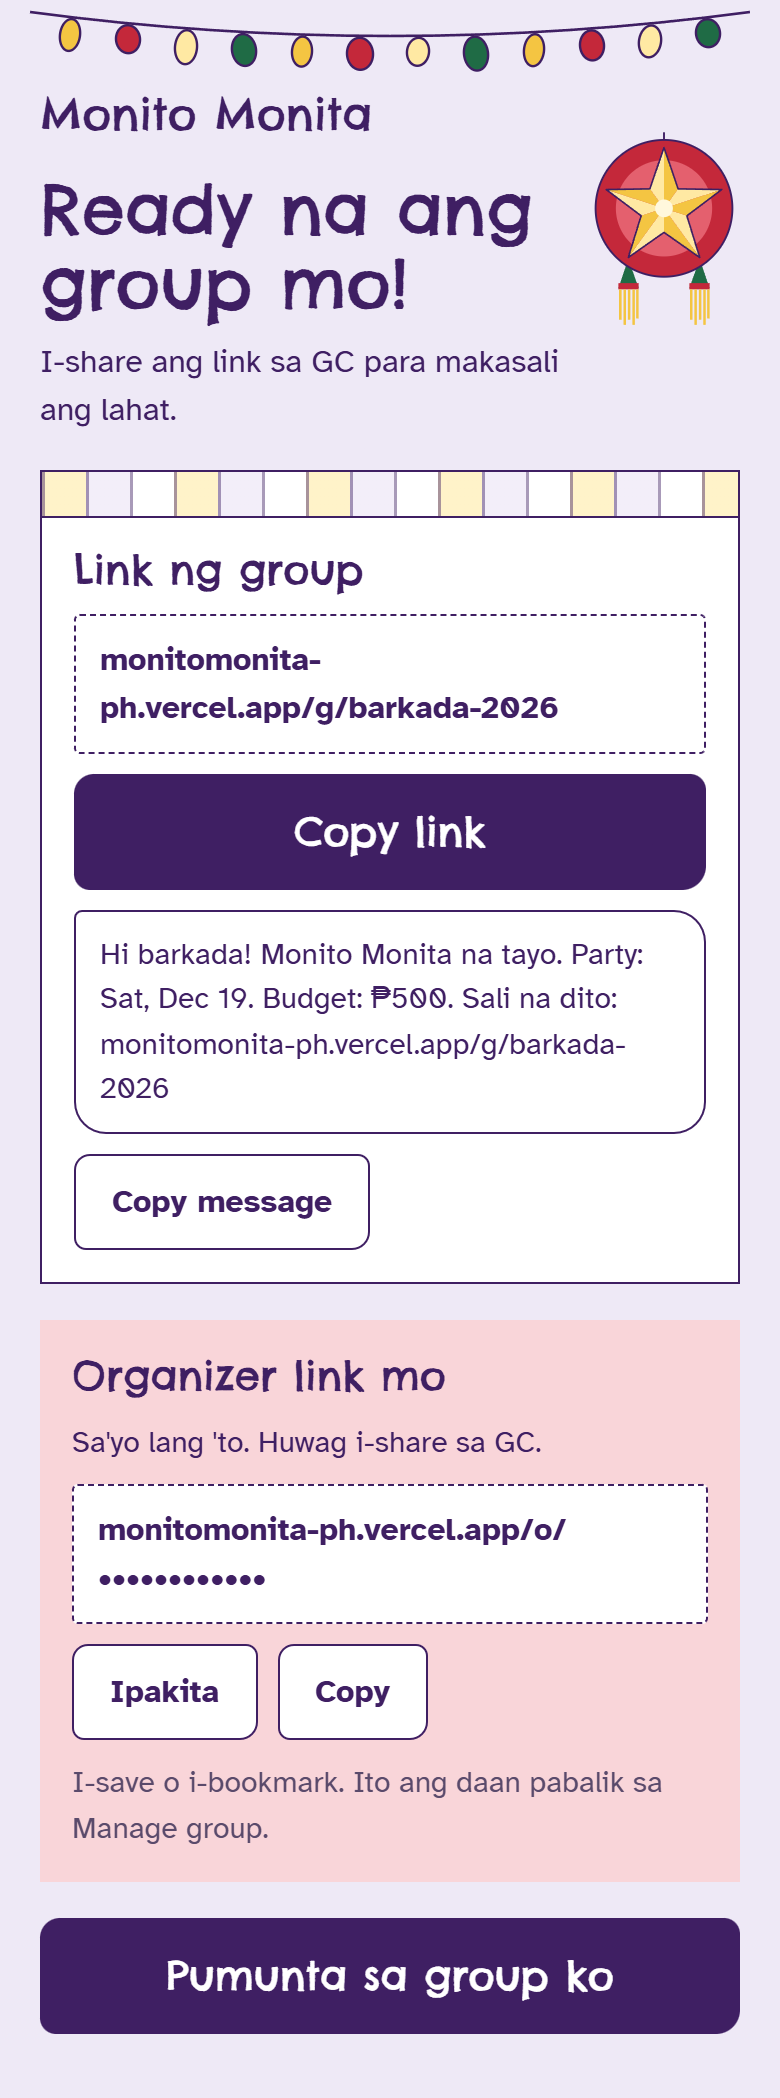 Monito Monita
Ready na ang
group mo!
I-share ang link sa GC para makasali
ang lahat.
Link ng group
monitomonita-
ph.vercel.app/g/barkada-2026
Copy link
Hi barkada! Monito Monita na tayo. Party:
Sat, Dec 19. Budget: ₱500. Sali na dito:
monitomonita-ph.vercel.app/g/barkada-
2026
Copy message
Organizer link mo
Sa'yo lang 'to. Huwag i-share sa GC.
monitomonita-ph.vercel.app/o/
••••••••••••
Ipakita
Copy
I-save o i-bookmark. Ito ang daan pabalik sa
Manage group.
Pumunta sa group ko